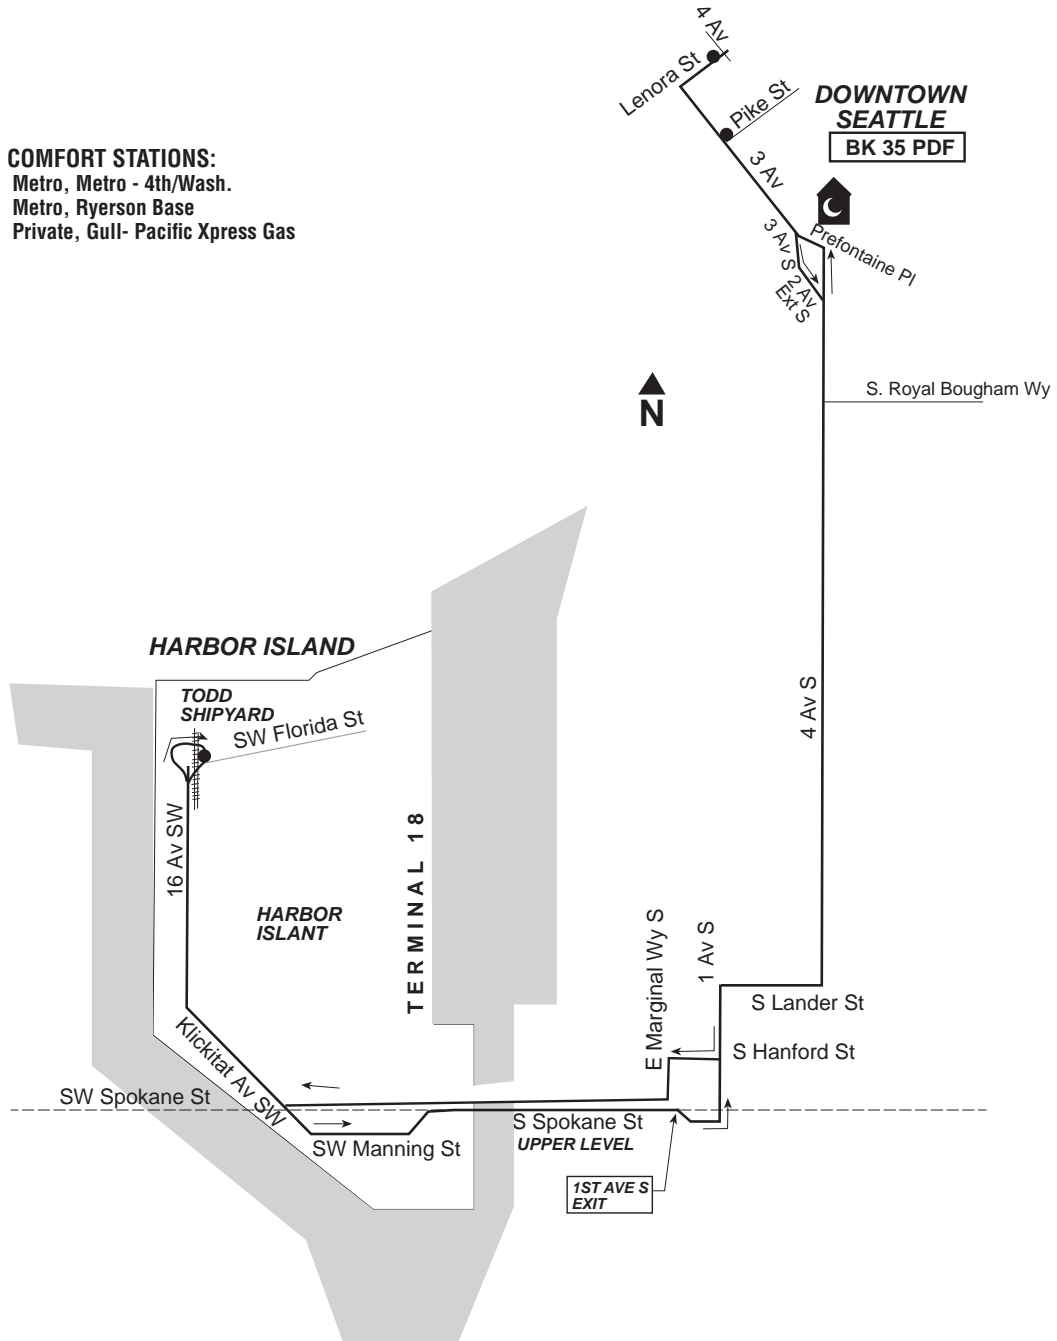 4 Av
Lenora St
Pike St
DOWNTOWN
SEATTLE
BK 35 PDF
COMFORT STATIONS:
Metro, Metro - 4th/Wash.
Metro, Ryerson Base
Private, Gull- Pacific Xpress Gas
3 Av
3 Av S
Prefontaine Pl
2 Av
Ext S
N
S. Royal Bougham Wy
HARBOR ISLAND
TODD
SHIPYARD
SW Florida St
4 Av S
16 Av SW
TERMINAL 18
HARBOR
ISLANT
E Marginal Wy S
1 Av S
S Lander St
Klickitat Av SW
S Hanford St
SW Spokane St
S Spokane St
UPPER LEVEL
SW Manning St
1ST AVE S
EXIT